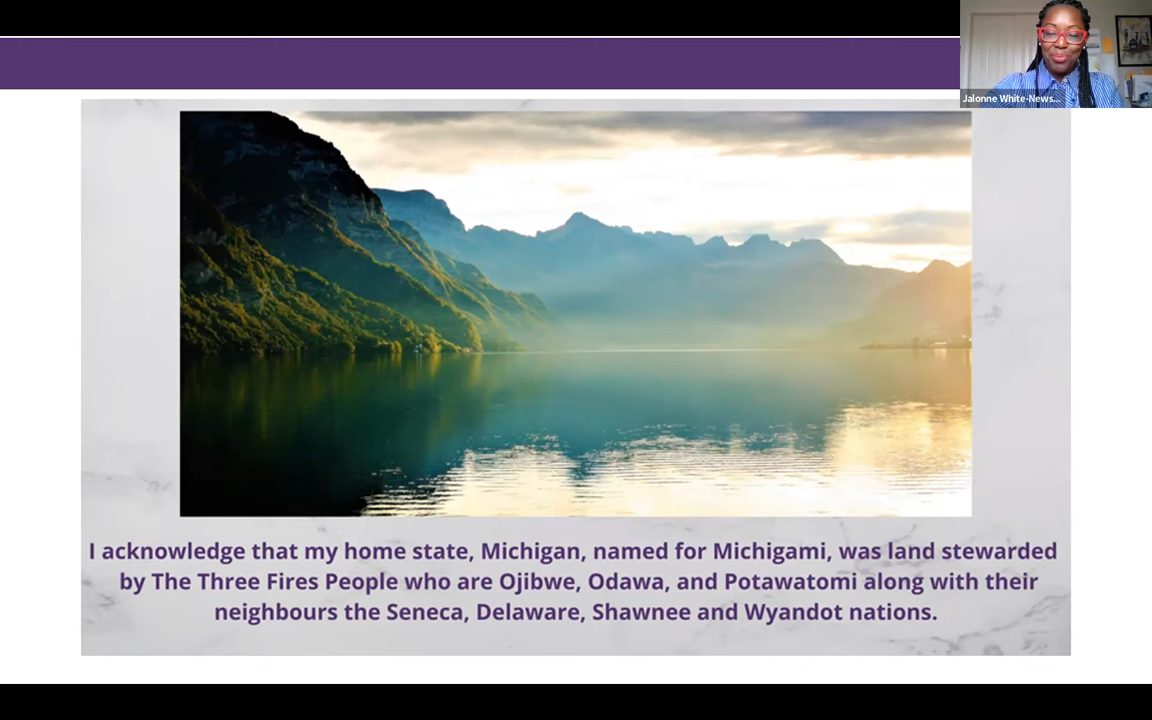 Jalonne White-News...
I acknowledge that my home state, Michigan, named for Michigami, was land stewarded
by The Three Fires People who are Ojibwe, Odawa, and Potawatomi along with their
neighbours the Seneca, Delaware, Shawnee and Wyandot nations.